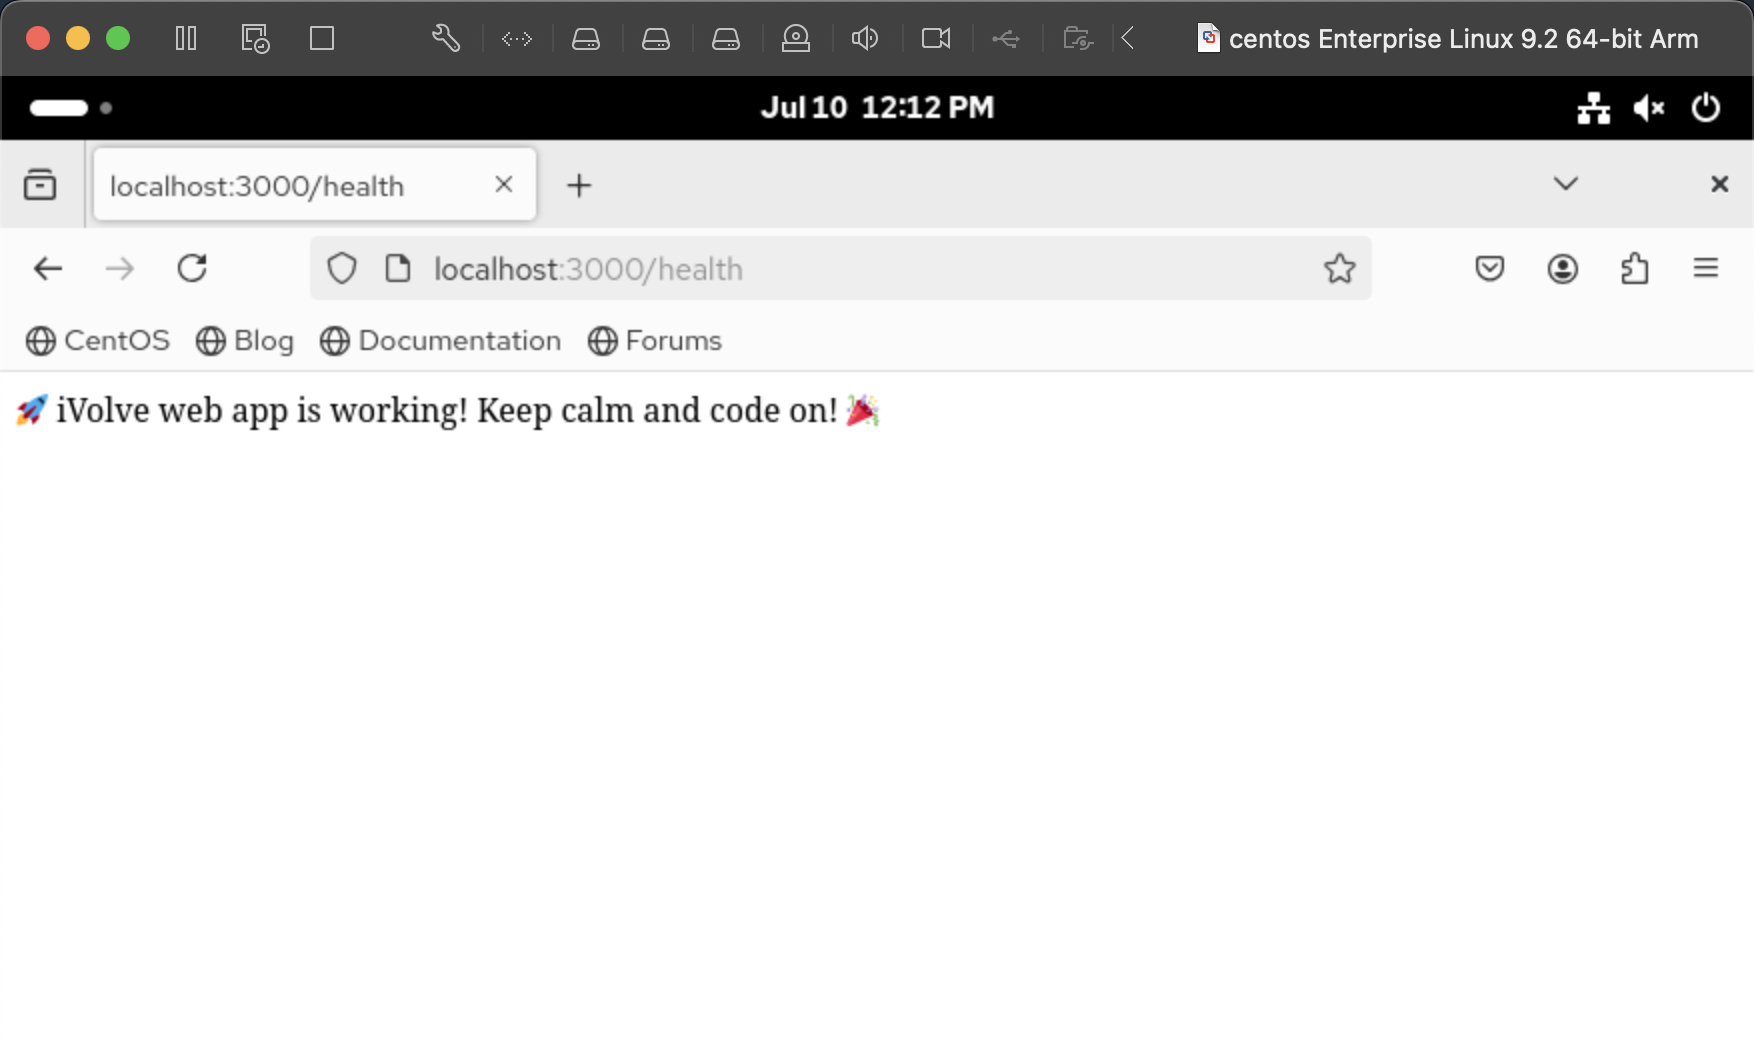 centos Enterprise Linux 9.2 64-bit Arm
Jul 10 12:12 PM
localhost:3000/health
localhost:3000/health
CentOS Blog Documentation Forums
🚀 iVolve web app is working! Keep calm and code on! 🎉